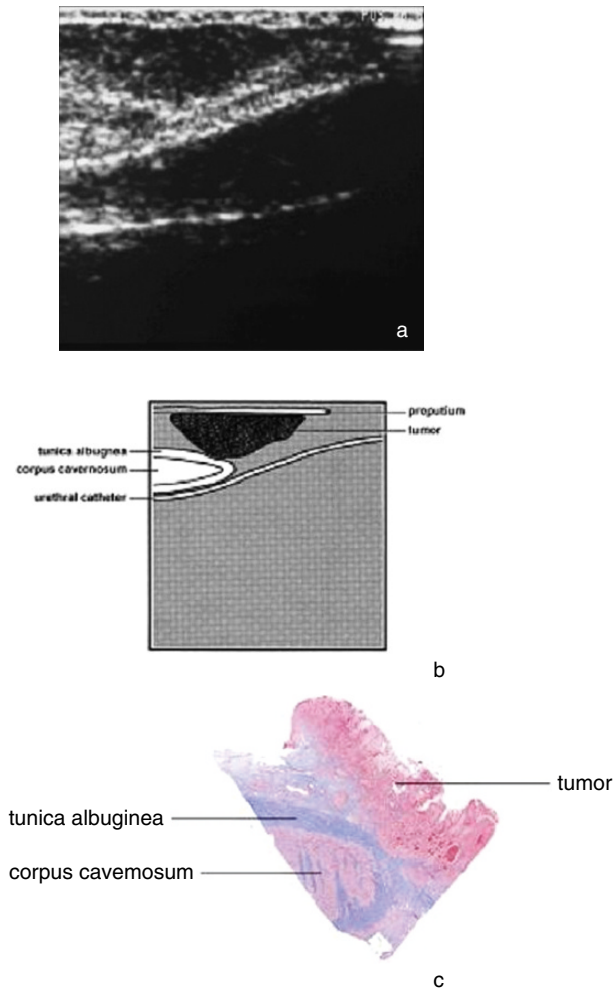 a
preputium
tumor
tunica albugnea
corpus cavernosum
urethral catheter
b
tumor
tunica albuginea
corpus cavemosum
c